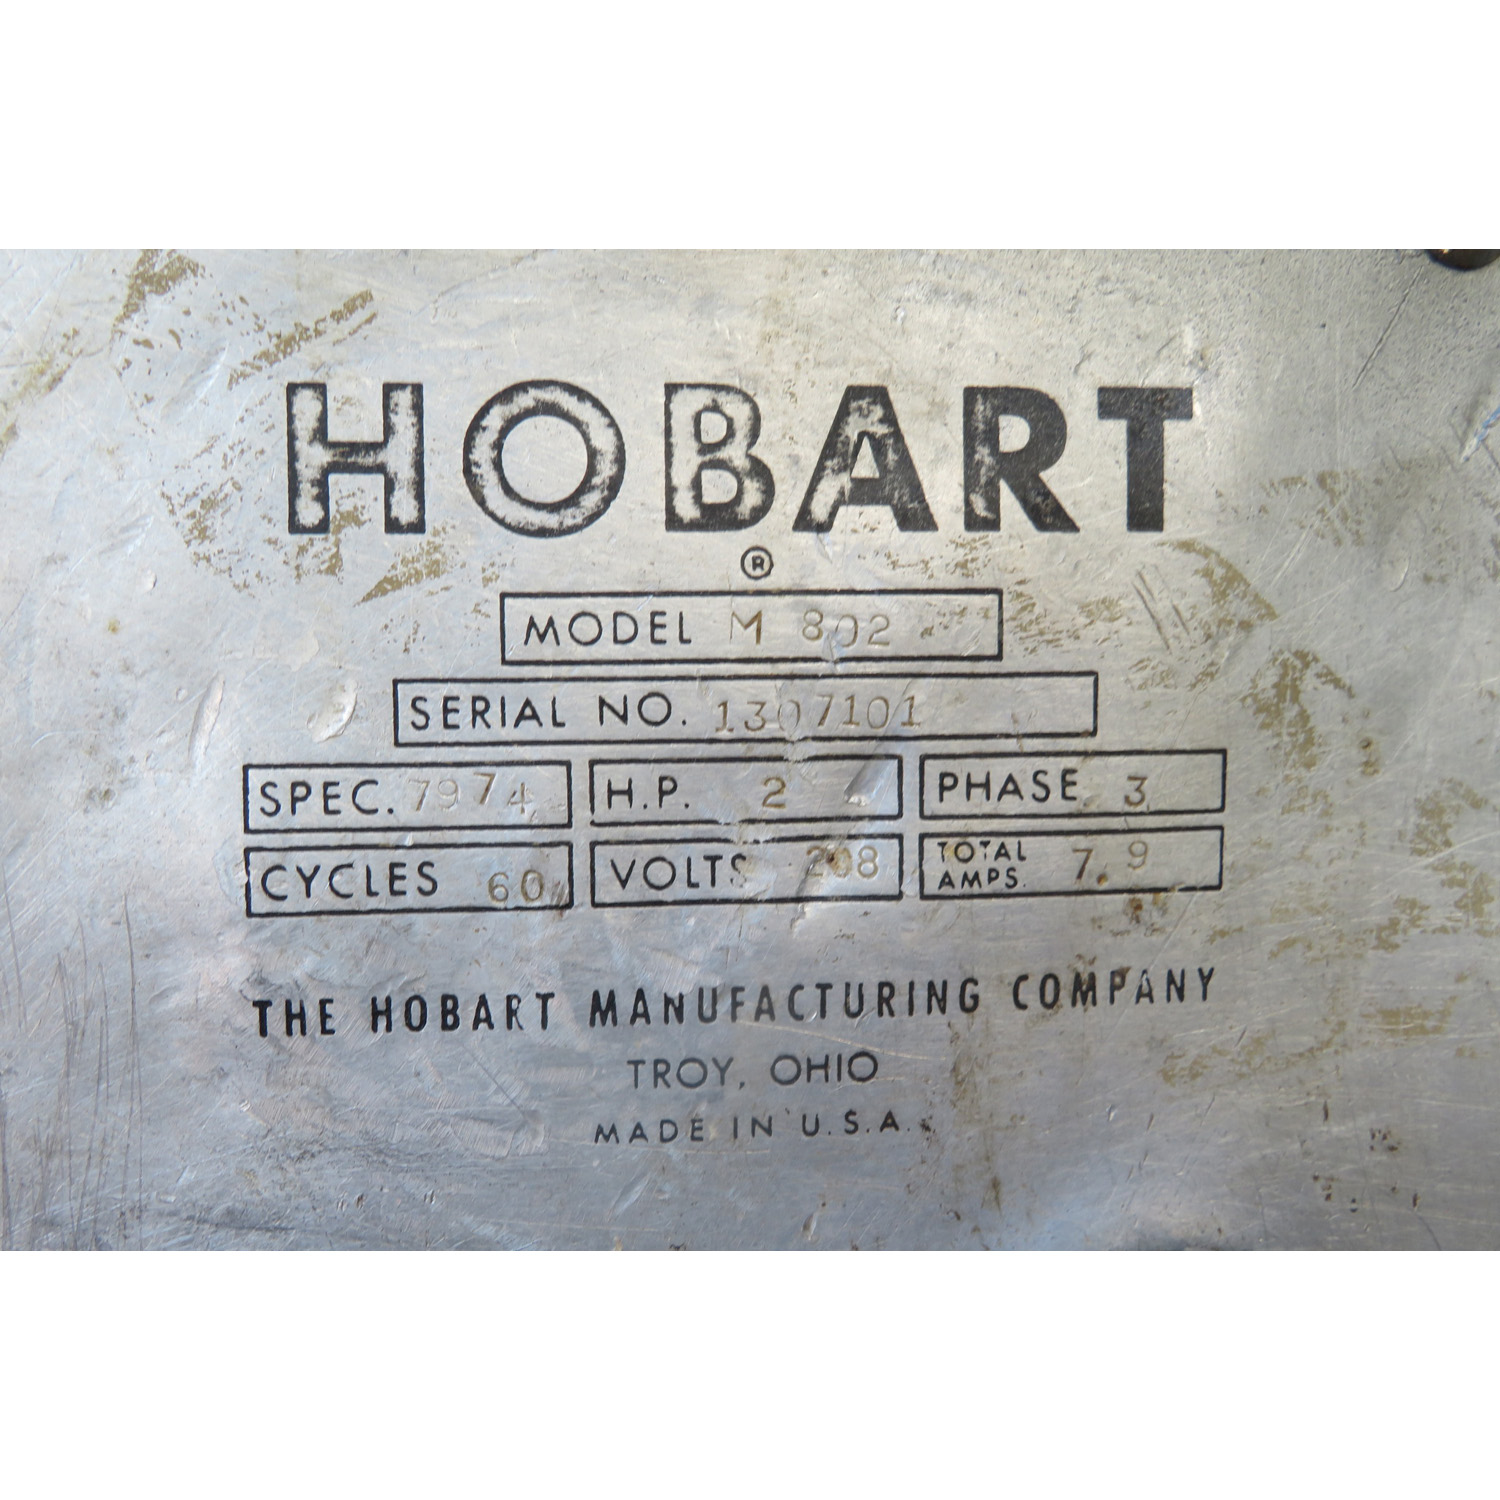 HOBART
®
MODEL M 802
SERIAL NO. 1307101
SPEC. 7974 H.P. 2 PHASE 3
CYCLES 60 VOLTS 208 TOTAL AMPS. 7.9
THE HOBART MANUFACTURING COMPANY
TROY, OHIO
MADE IN U.S.A.